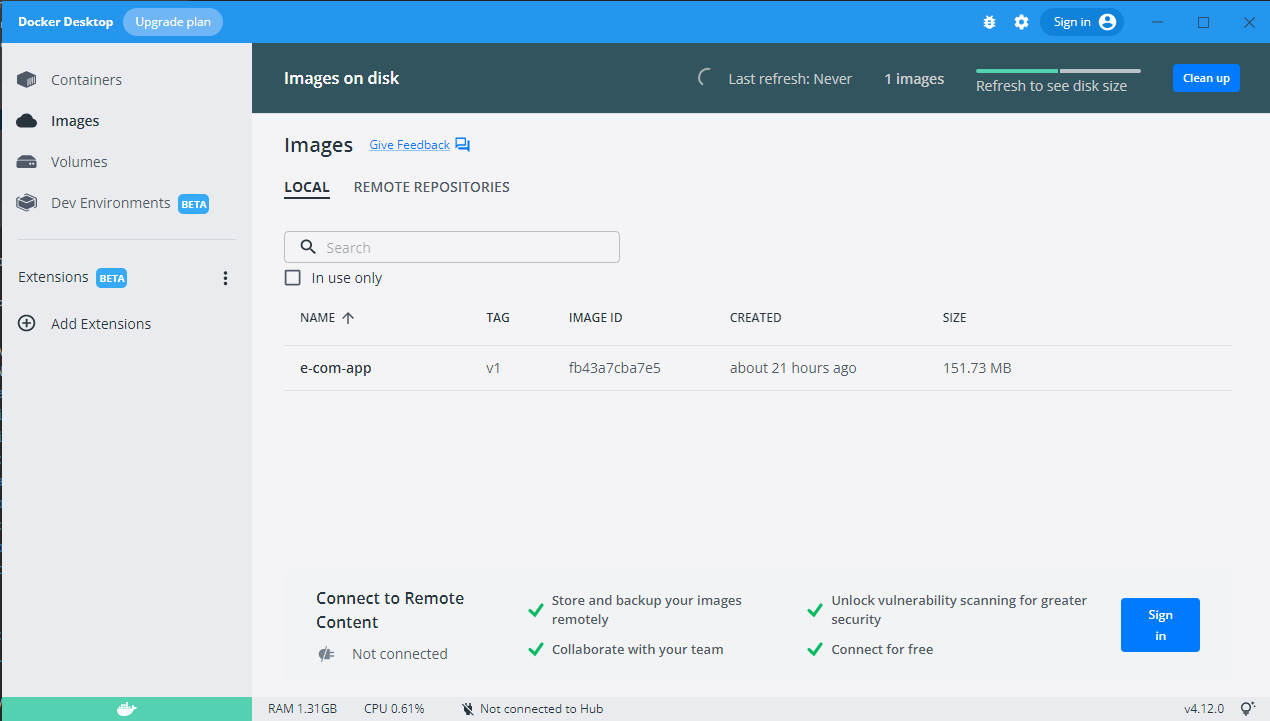 Docker Desktop Upgrade plan Sign in
Containers
Images
Volumes
Dev Environments BETA
Extensions BETA
Add Extensions
Images on disk Last refresh: Never 1 images Refresh to see disk size Clean up
Images Give Feedback
LOCAL REMOTE REPOSITORIES
Search
In use only
NAME TAG IMAGE ID CREATED SIZE
e-com-app v1 fb43a7cba7e5 about 21 hours ago 151.73 MB
Connect to Remote
Content
Not connected
Store and backup your images
remotely
Collaborate with your team
Unlock vulnerability scanning for greater
security
Connect for free
Sign
in
RAM 1.31GB CPU 0.61% Not connected to Hub v4.12.0